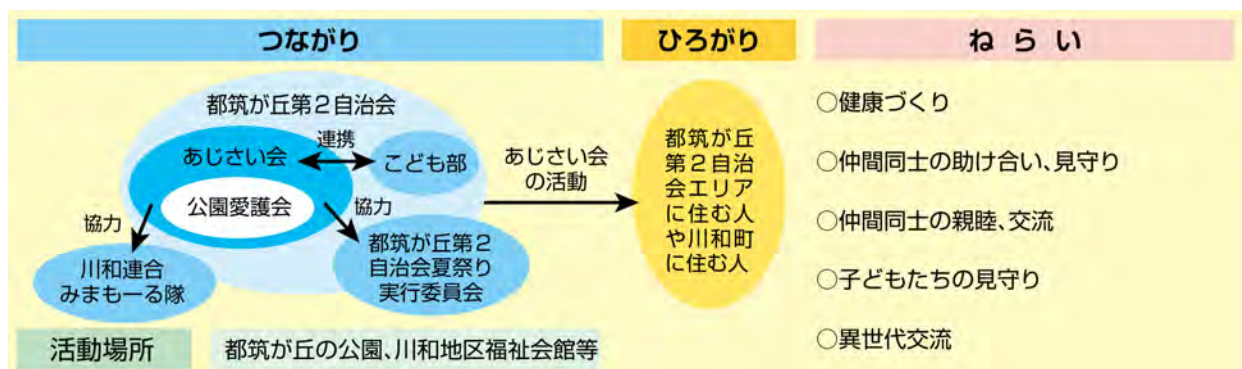 つながり
都筑が丘第２自治会
あじさい会
連携
こども部
公園愛護会
協力
協力
川和連合
みまもーる隊
都筑が丘第２
自治会夏祭り
実行委員会
あじさい会
の活動
ひろがり
都筑が丘
第２自治
会エリア
に住む人
や川和町
に住む人
ねらい
○健康づくり
○仲間同士の助け合い、見守り
○仲間同士の親睦、交流
○子どもたちの見守り
○異世代交流
活動場所
都筑が丘の公園、川和地区福祉会館等